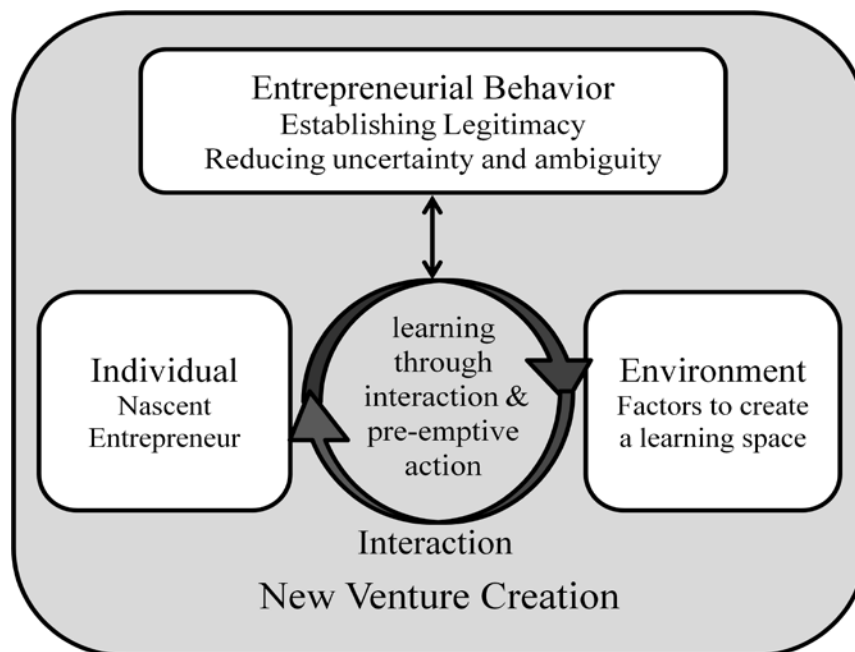 Entrepreneurial Behavior
Establishing Legitimacy
Reducing uncertainty and ambiguity
Individual
Nascent
Entrepreneur
learning
through
interaction &
pre-emptive
action
Environment
Factors to create
a learning space
Interaction
New Venture Creation